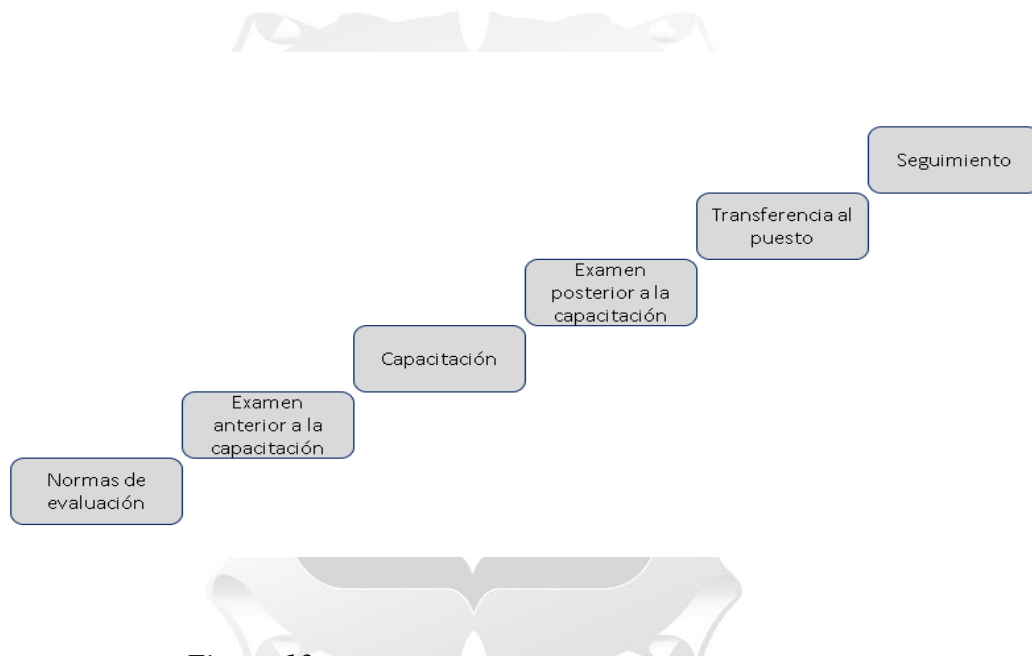 Normas de
evaluación
Examen
anterior a la
capacitación
Capacitación
Examen
posterior a la
capacitación
Transferencia al
puesto
Seguimiento